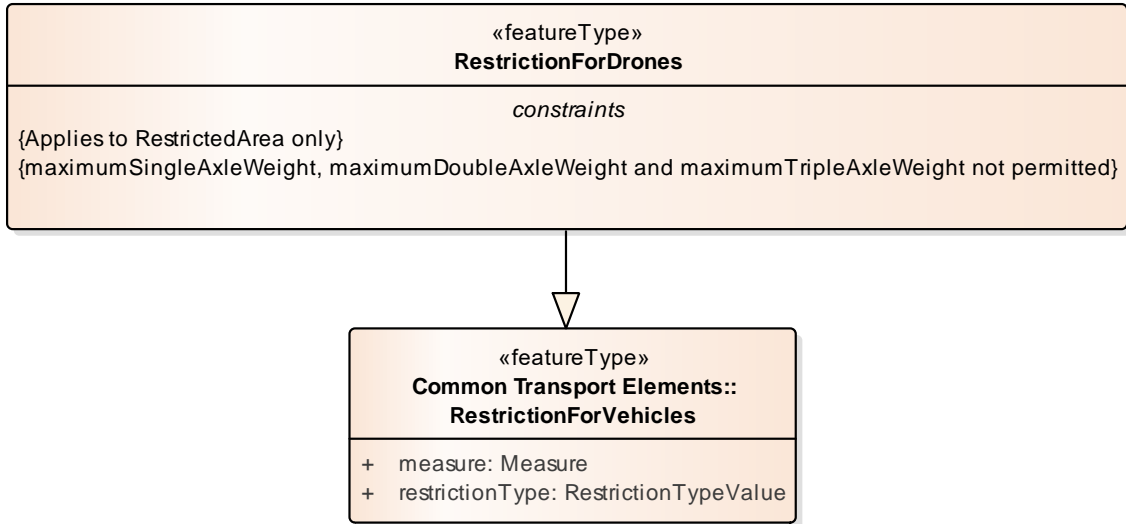 «featureType»
RestrictionForDrones
constraints
{Applies to RestrictedArea only}
{maximumSingleAxleWeight, maximumDoubleAxleWeight and maximumTripleAxleWeight not permitted}
«featureType»
Common Transport Elements::
RestrictionForVehicles
+ measure: Measure
+ restrictionType: RestrictionTypeValue